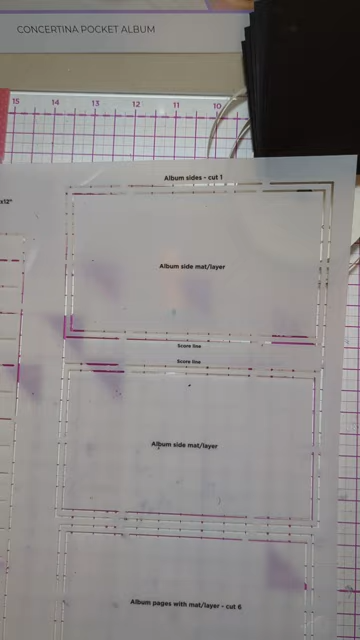 CONCERTINA POCKET ALBUM
15 14 13 12 11 10
Album sides - cut 1
x12"
Album side mat/layer
Score line
Score line
Album side mat/layer
Album pages with mat/layer - cut 6